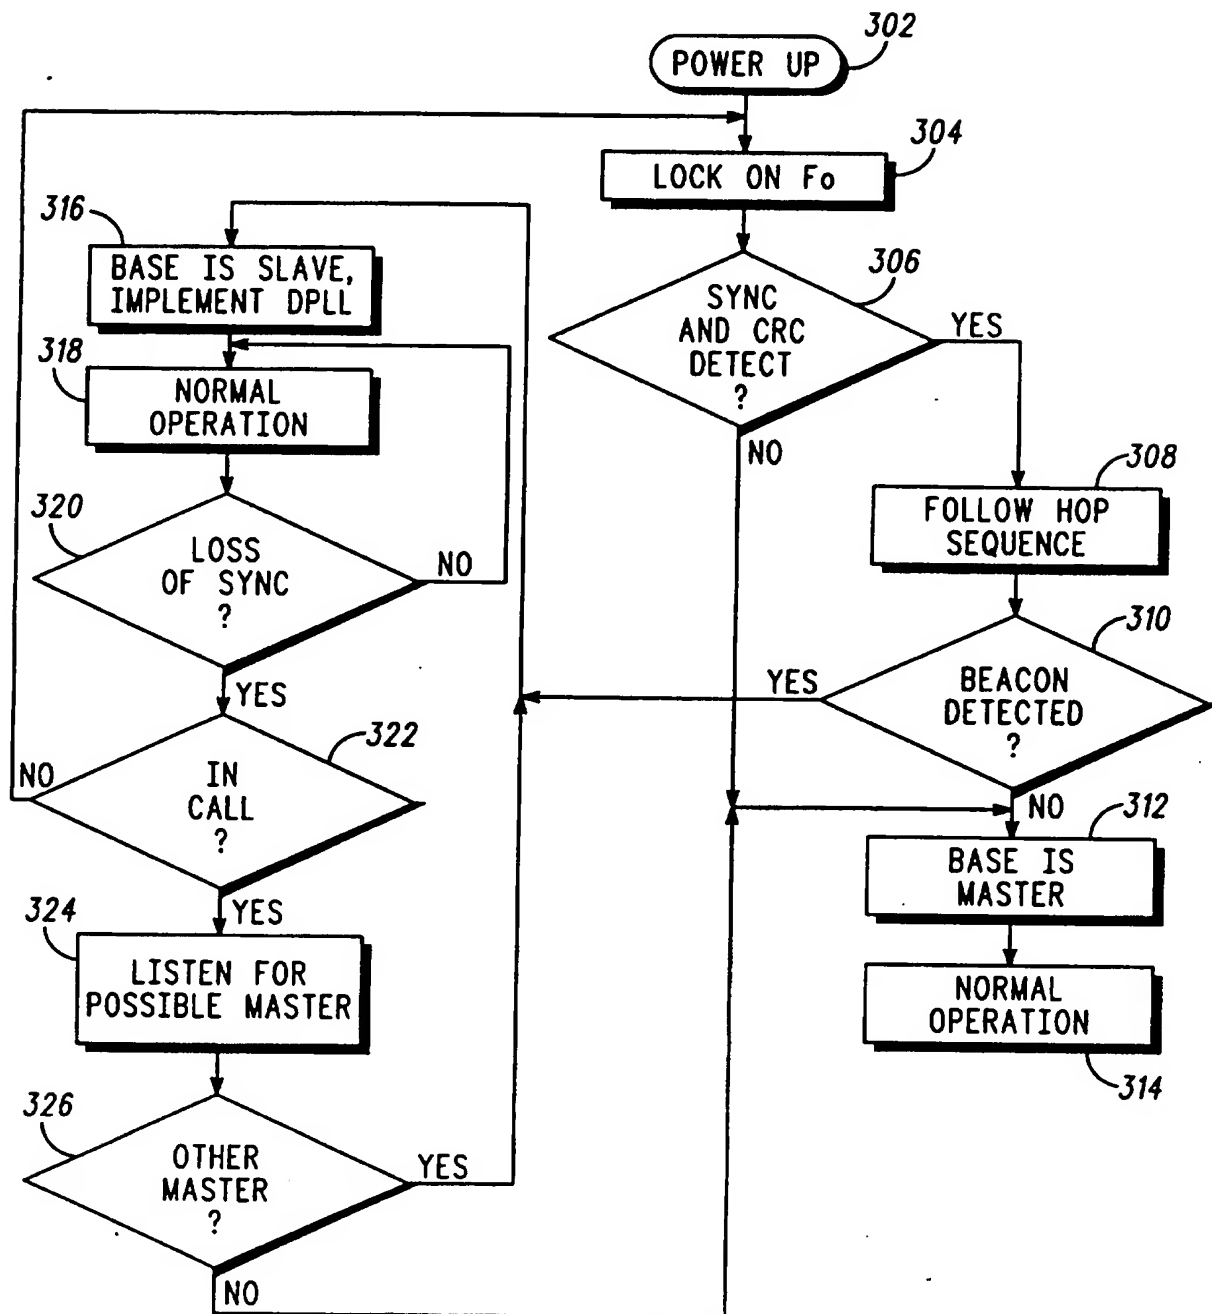 302
POWER UP
304
LOCK ON Fo
306
SYNC
AND CRC
DETECT
?
YES
NO
308
FOLLOW HOP
SEQUENCE
310
BEACON
DETECTED
?
YES
NO
312
BASE IS
MASTER
NORMAL
OPERATION
314
316
BASE IS SLAVE,
IMPLEMENT DPLL
318
NORMAL
OPERATION
320
LOSS
OF SYNC
?
NO
YES
322
IN
CALL
?
NO
YES
324
LISTEN FOR
POSSIBLE MASTER
326
OTHER
MASTER
?
YES
NO